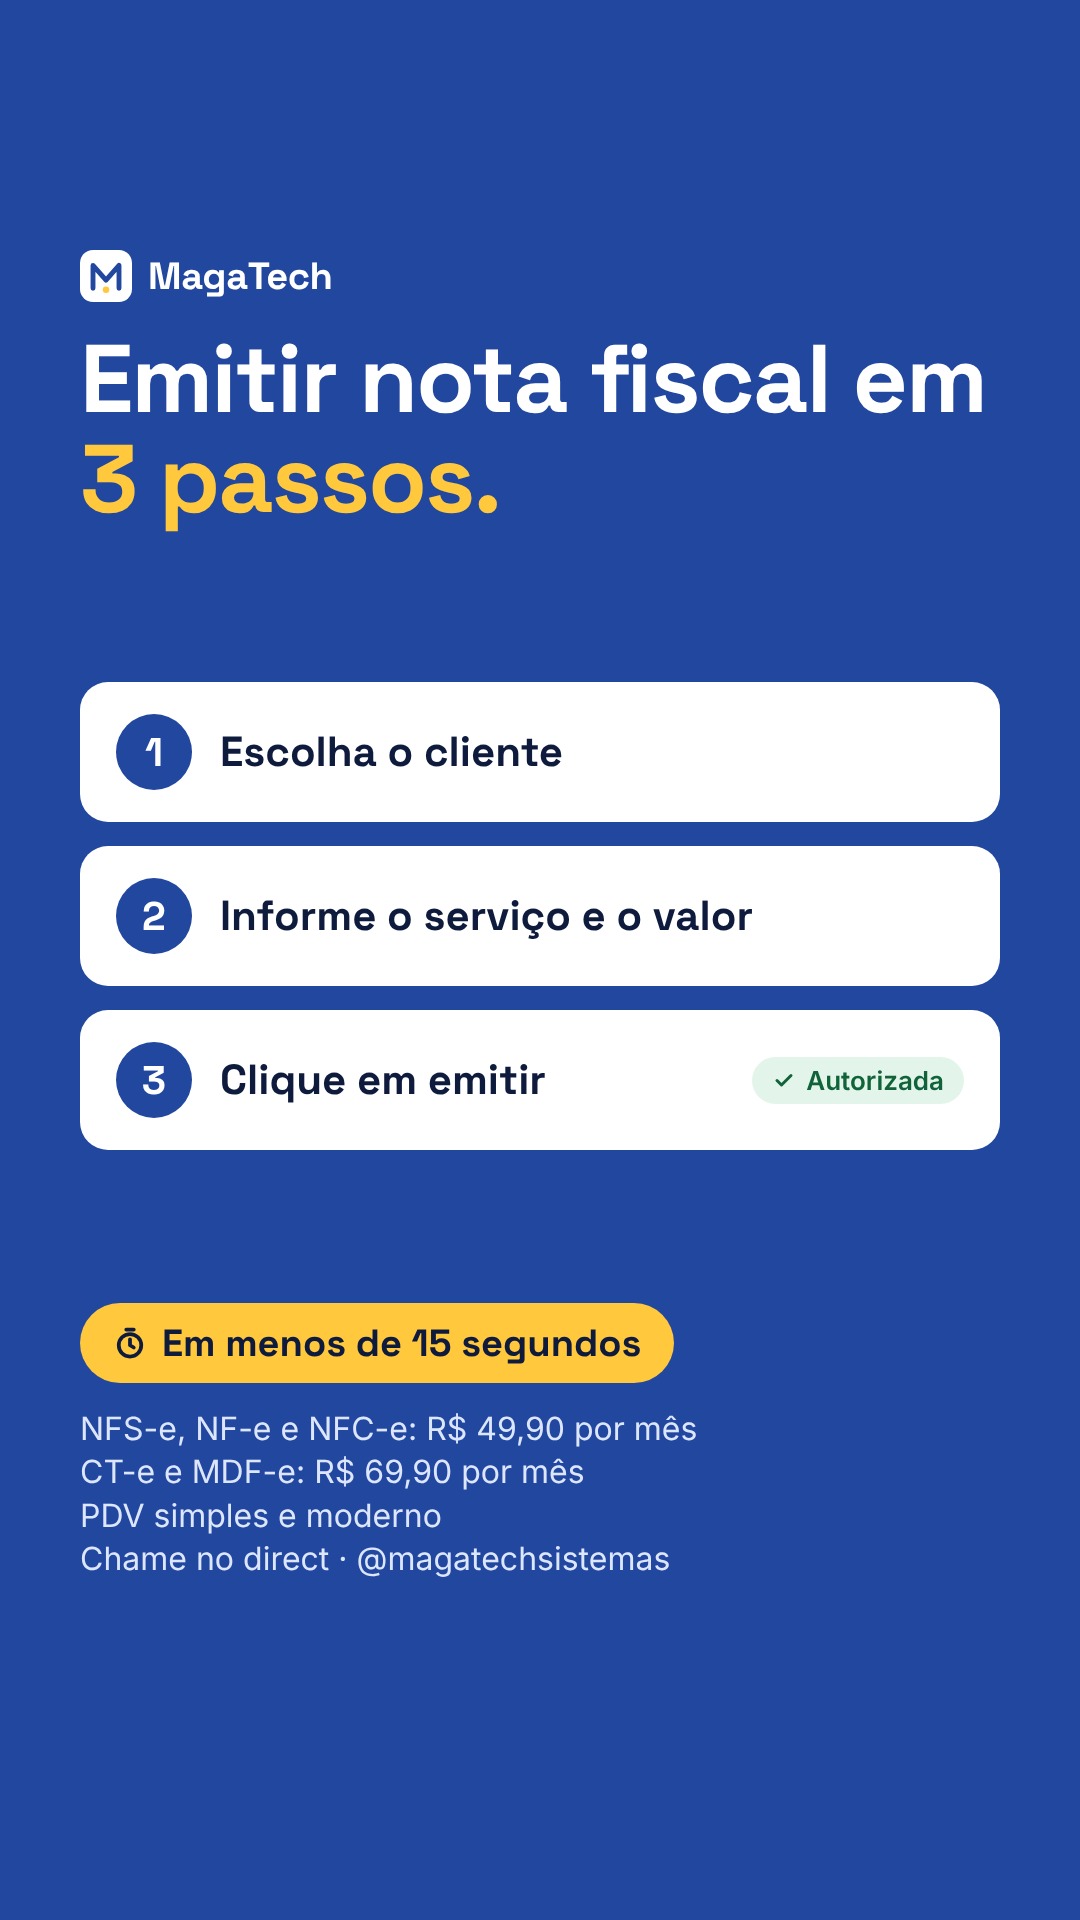 MagaTech
Emitir nota fiscal em
3 passos.
1 Escolha o cliente
2 Informe o serviço e o valor
3 Clique em emitir Autorizada
Em menos de 15 segundos
NFS-e, NF-e e NFC-e: R$ 49,90 por mês
CT-e e MDF-e: R$ 69,90 por mês
PDV simples e moderno
Chame no direct · @magatechsistemas